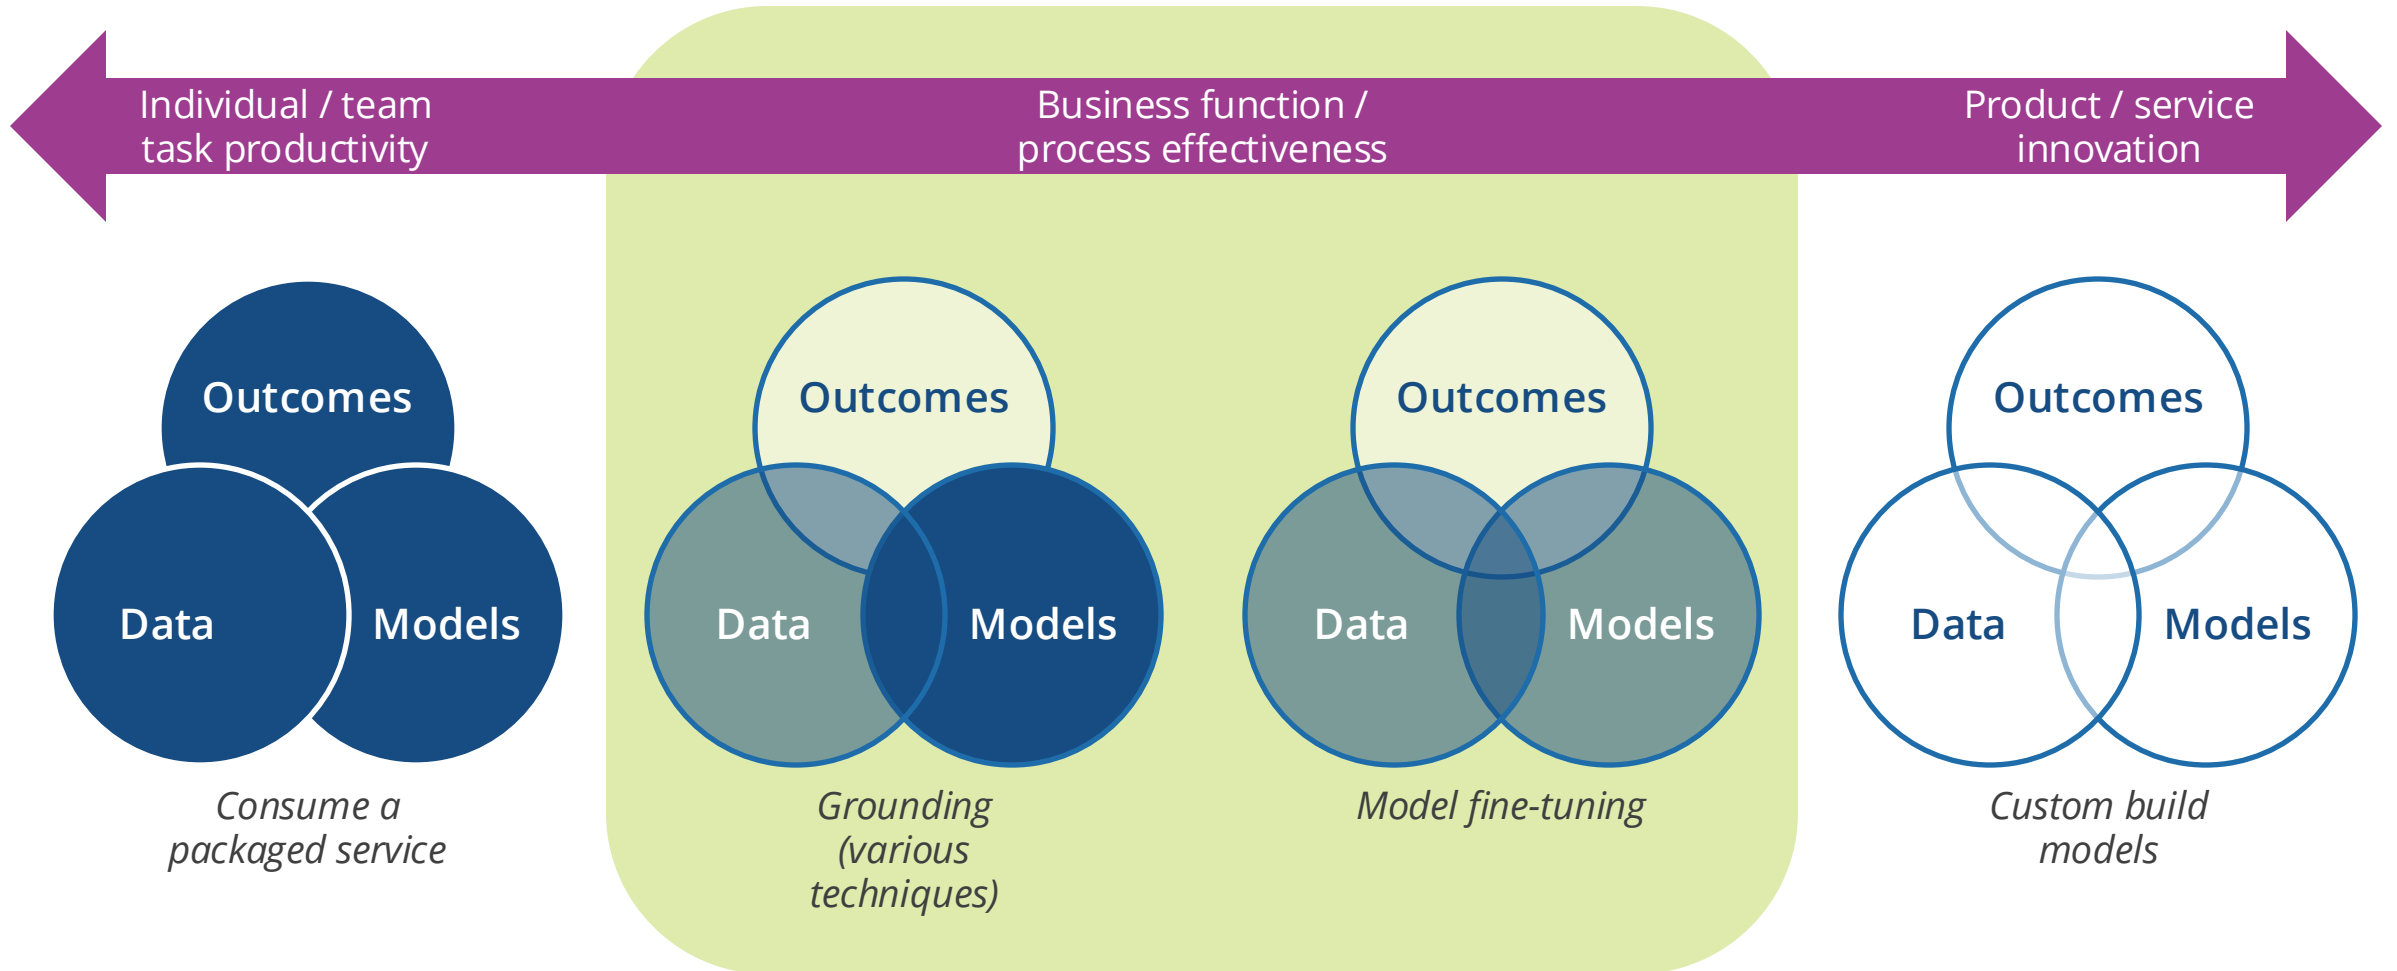 Individual / team
task productivity
Business function /
process effectiveness
Product / service
innovation
Outcomes
Data
Models
Consume a
packaged service
Outcomes
Data
Models
Grounding
(various
techniques)
Outcomes
Data
Models
Model fine-tuning
Outcomes
Data
Models
Custom build
models